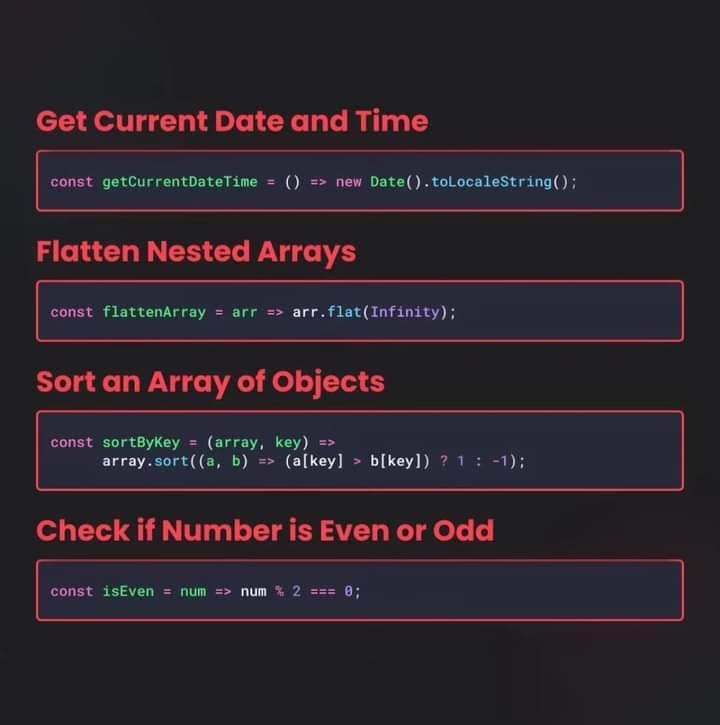 Get Current Date and Time
const getCurrentDateTime = () => new Date().toLocaleString();
Flatten Nested Arrays
const flattenArray = arr => arr.flat(Infinity);
Sort an Array of Objects
const sortByKey = (array, key) =>
array.sort((a, b) => (a[key] > b[key]) ? 1 : -1);
Check if Number is Even or Odd
const isEven = num => num % 2 === 0;